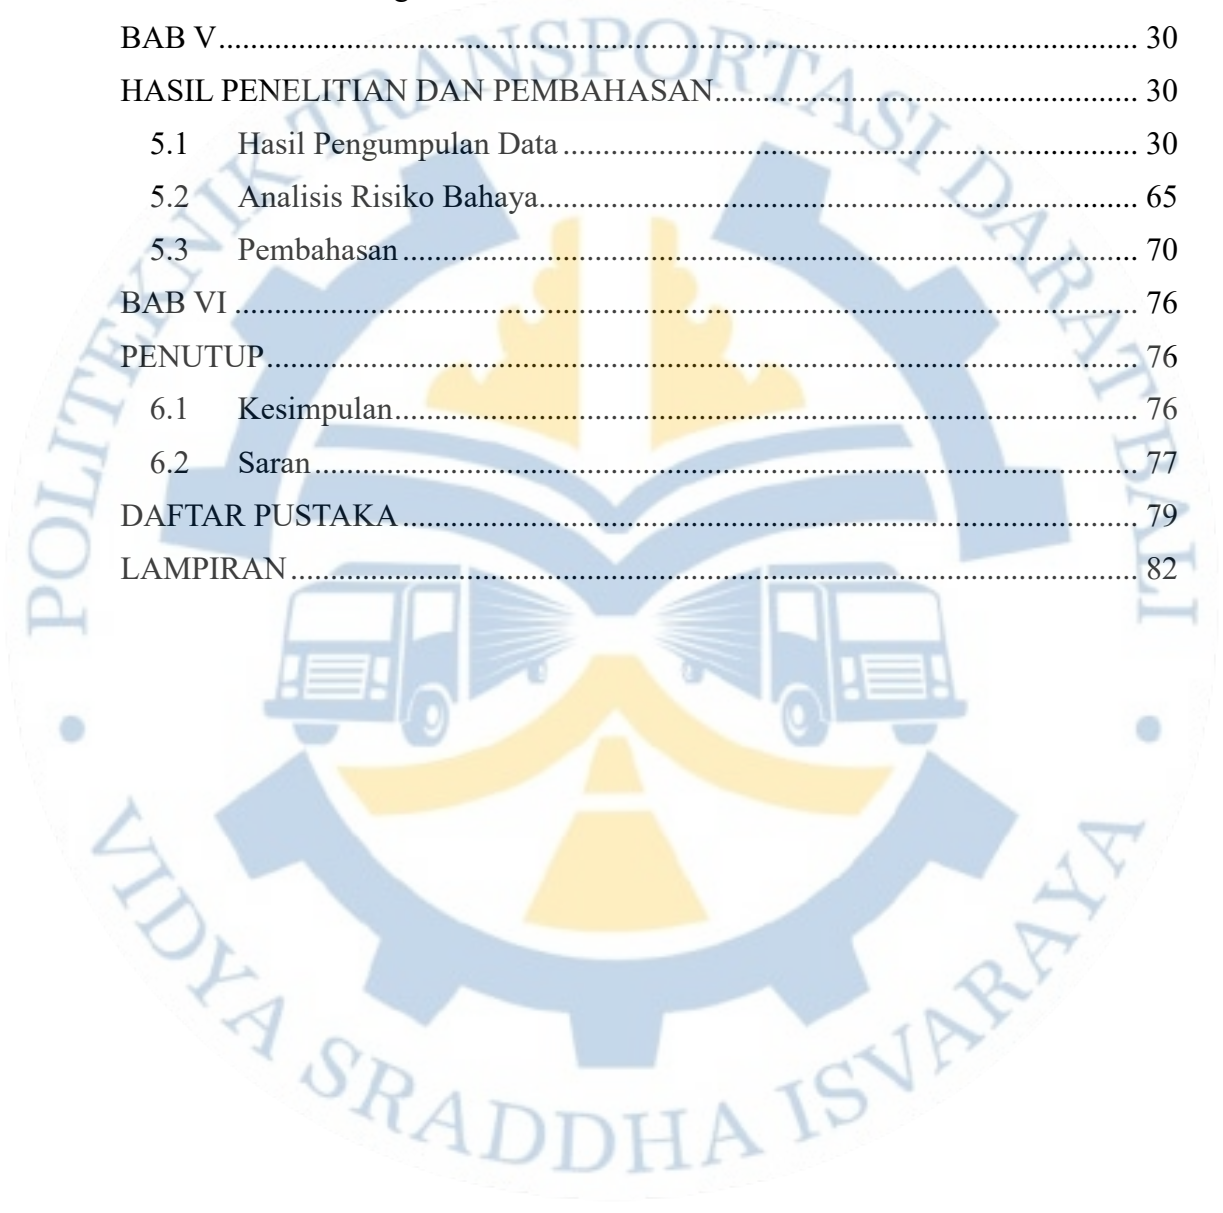 BAB V........................................................................................................ 30
HASIL PENELITIAN DAN PEMBAHASAN.................................................... 30
5.1 Hasil Pengumpulan Data........................................................................ 30
5.2 Analisis Risiko Bahaya.......................................................................... 65
5.3 Pembahasan........................................................................................... 70
BAB VI....................................................................................................... 76
PENUTUP................................................................................................... 76
6.1 Kesimpulan............................................................................................ 76
6.2 Saran...................................................................................................... 77
DAFTAR PUSTAKA................................................................................... 79
LAMPIRAN................................................................................................ 82
POLITEKNIK TRANSPORTASI DARAT BALI
• VIDYA SRADDHA ISVARAYA •